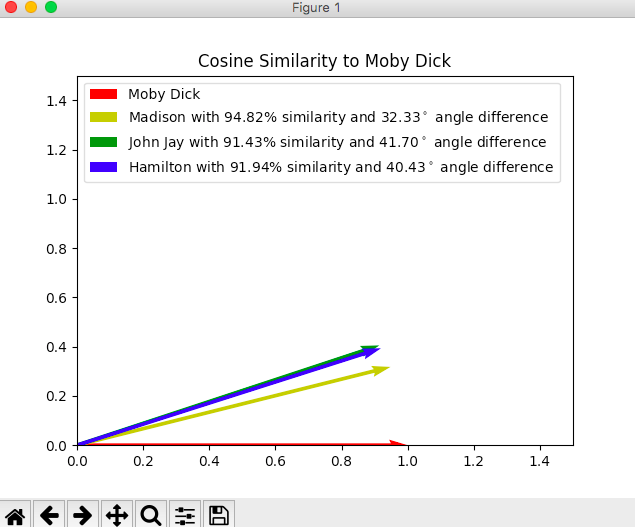 Figure 1
Cosine Similarity to Moby Dick
Moby Dick
Madison with 94.82% similarity and 32.33° angle difference
John Jay with 91.43% similarity and 41.70° angle difference
Hamilton with 91.94% similarity and 40.43° angle difference
1.4
1.2
1.0
0.8
0.6
0.4
0.2
0.0
0.0 0.2 0.4 0.6 0.8 1.0 1.2 1.4